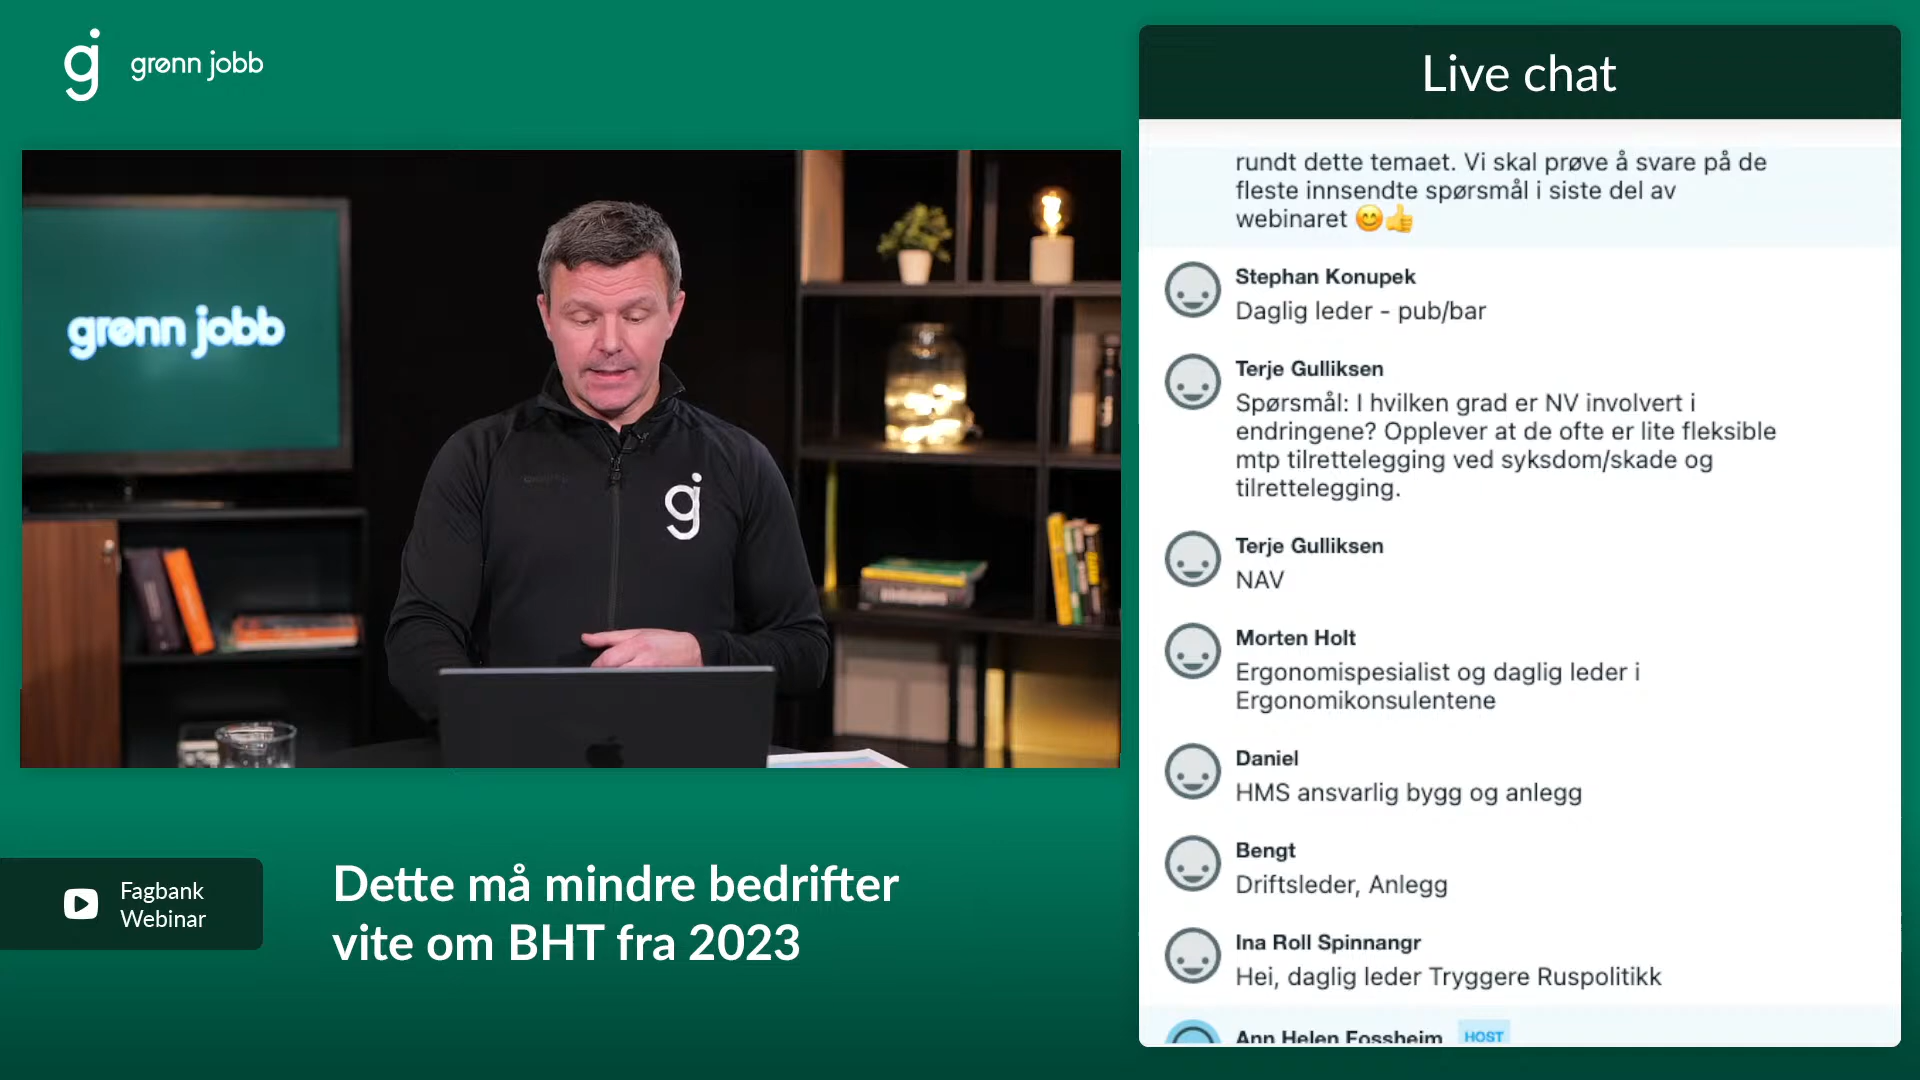 grønn jobb
grønn jobb
Fagbank
Webinar
Dette må mindre bedrifter
vite om BHT fra 2023
Live chat
rundt dette temaet. Vi skal prøve å svare på de
fleste innsendte spørsmål i siste del av
webinaret 😊👍
Stephan Konupek
Daglig leder - pub/bar
Terje Gulliksen
Spørsmål: I hvilken grad er NV involvert i
endringene? Opplever at de ofte er lite fleksible
mtp tilrettelegging ved syksdom/skade og
tilrettelegging.
Terje Gulliksen
NAV
Morten Holt
Ergonomispesialist og daglig leder i
Ergonomikonsulentene
Daniel
HMS ansvarlig bygg og anlegg
Bengt
Driftsleder, Anlegg
Ina Roll Spinnangr
Hei, daglig leder Tryggere Ruspolitikk
Ann Helen Fossheim HOST